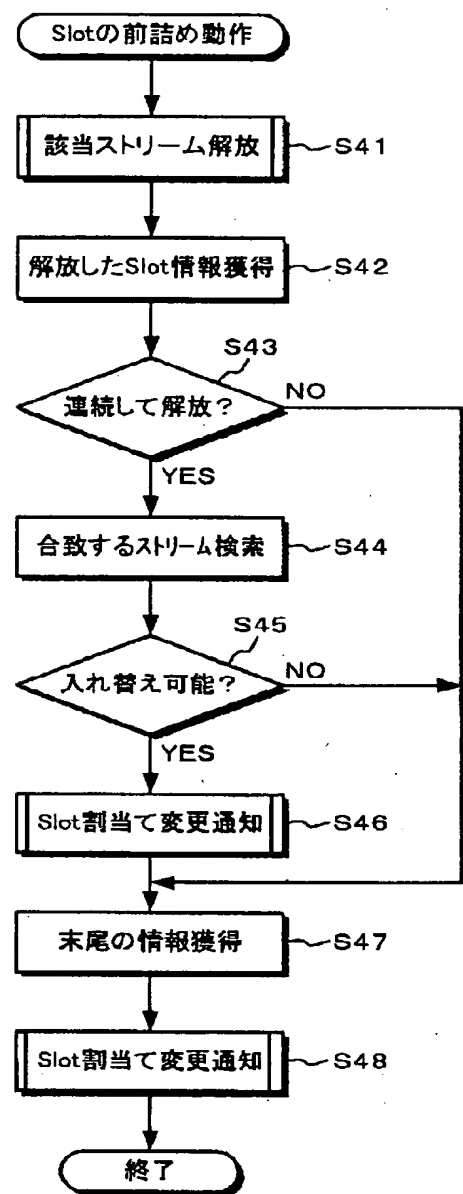 Slotの前詰め動作
該当ストリーム解放
S41
解放したSlot情報獲得
S42
S43
連続して解放?
NO
YES
合致するストリーム検索
S44
S45
入れ替え可能?
NO
YES
Slot割当て変更通知
S46
末尾の情報獲得
S47
Slot割当て変更通知
S48
終了